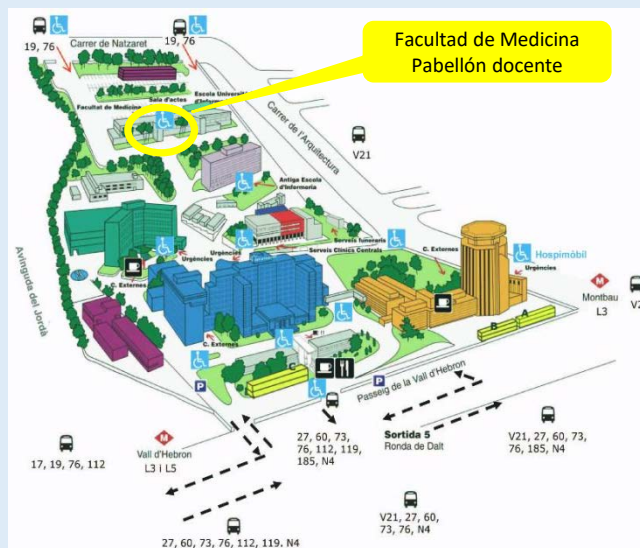 Facultad de Medicina
Pabellón docente
19, 76
Carrer de Natzaret
19, 76
Sala d'actes
Escola Universit
d'Inferm
Facultat de Medicina
Carrer de l'Arquitectura
V21
Antiga Escola
d'Infermeria
Serveis funeraris
Serveis Clínica Centrals
C. Externes
Hospimòbil
Urgències
Urgències
Urgències
C. Externes
Avinguda del Jordà
Montbau
L3
V2
B
A
C. Externes
C
P
P
Passeig de la Vall d'Hebron
Sortida 5
Ronda de Dalt
27, 60, 73,
76, 112, 119,
185, N4
V21, 27, 60, 73,
76, 185, N4
17, 19, 76, 112
M
Vall d'Hebron
L3 i L5
M
V21, 27, 60,
73, 76, N4
27, 60, 73, 76, 112, 119. N4